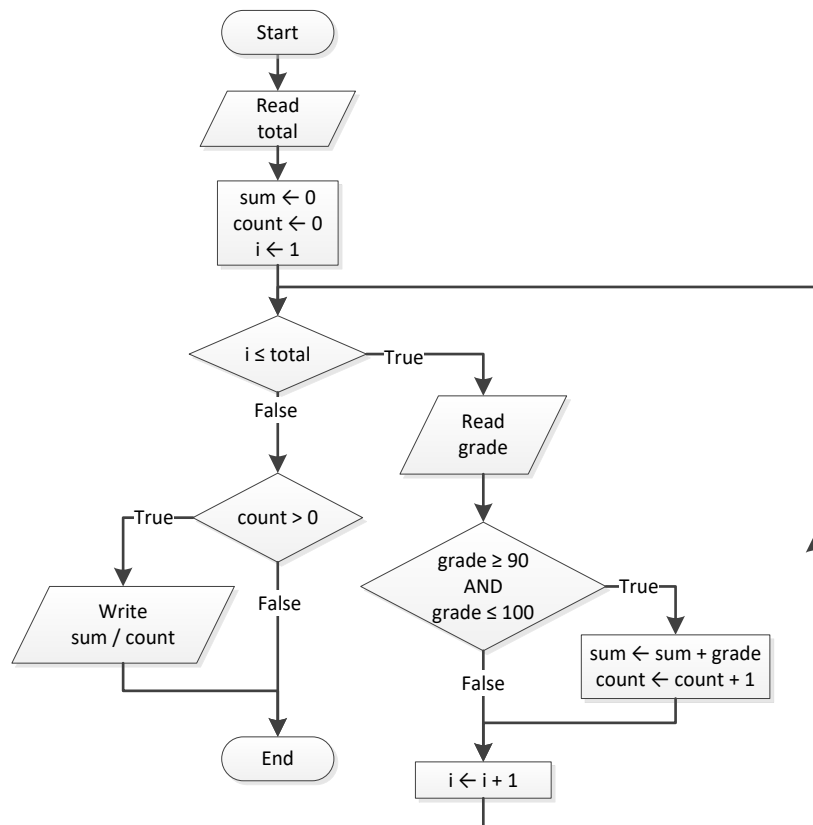 Start
Read
total
sum ← 0
count ← 0
i ← 1
i ≤ total
True
False
Read
grade
count > 0
True
False
Write
sum / count
grade ≥ 90
AND
grade ≤ 100
True
False
sum ← sum + grade
count ← count + 1
End
i ← i + 1